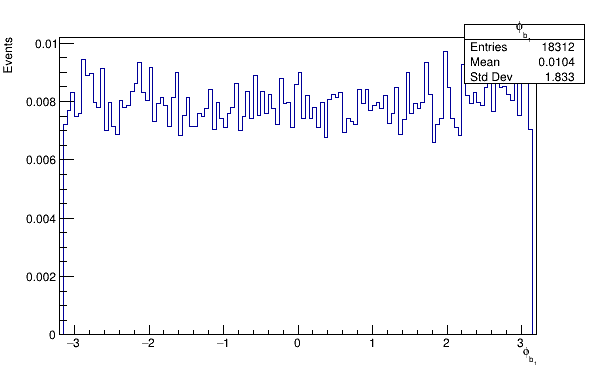 ϕ_b₁
Entries 18312
Mean 0.0104
Std Dev 1.833
Events
0.01
0.008
0.006
0.004
0.002
0
−3 −2 −1 0 1 2 3
ϕ_b₁